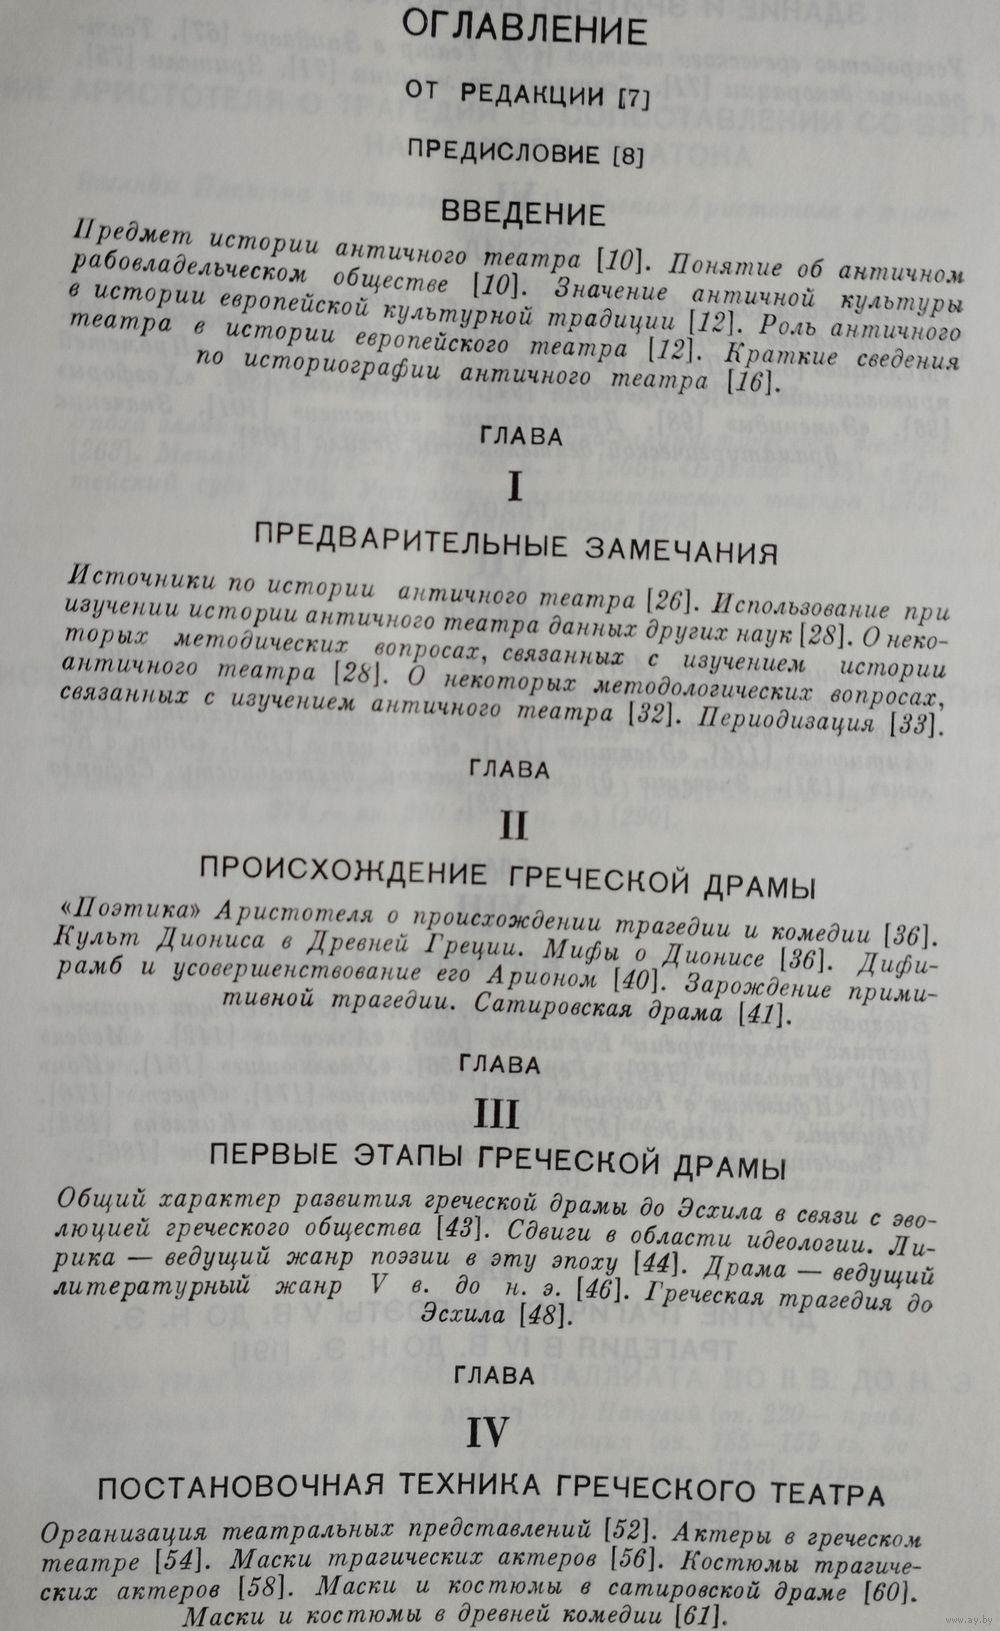 ОГЛАВЛЕНИЕ
ОТ РЕДАКЦИИ [7]
ПРЕДИСЛОВИЕ [8]
ВВЕДЕНИЕ
Предмет истории античного театра [10]. Понятие об античном
рабовладельческом обществе [10]. Значение античной культуры
в истории европейской культурной традиции [12]. Роль античного
театра в истории европейского театра [12]. Краткие сведения
по историографии античного театра [16].
ГЛАВА
I
ПРЕДВАРИТЕЛЬНЫЕ ЗАМЕЧАНИЯ
Источники по истории античного театра [26]. Использование при
изучении истории античного театра данных других наук [28]. О неко-
торых методических вопросах, связанных с изучением истории
античного театра [28]. О некоторых методологических вопросах,
связанных с изучением античного театра [32]. Периодизация [33].
ГЛАВА
II
ПРОИСХОЖДЕНИЕ ГРЕЧЕСКОЙ ДРАМЫ
«Поэтика» Аристотеля о происхождении трагедии и комедии [36].
Культ Диониса в Древней Греции. Мифы о Дионисе [36]. Дифи-
рамб и усовершенствование его Арионом [40]. Зарождение прими-
тивной трагедии. Сатировская драма [41].
ГЛАВА
III
ПЕРВЫЕ ЭТАПЫ ГРЕЧЕСКОЙ ДРАМЫ
Общий характер развития греческой драмы до Эсхила в связи с эво-
люцией греческого общества [43]. Сдвиги в области идеологии. Ли-
рика — ведущий жанр поэзии в эту эпоху [44]. Драма — ведущий
литературный жанр V в. до н. э. [46]. Греческая трагедия до
Эсхила [48].
ГЛАВА
IV
ПОСТАНОВОЧНАЯ ТЕХНИКА ГРЕЧЕСКОГО ТЕАТРА
Организация театральных представлений [52]. Актеры в греческом
театре [54]. Маски трагических актеров [56]. Костюмы трагиче-
ских актеров [58]. Маски и костюмы в сатировской драме [60].
Маски и костюмы в древней комедии [61].
www.ay.by